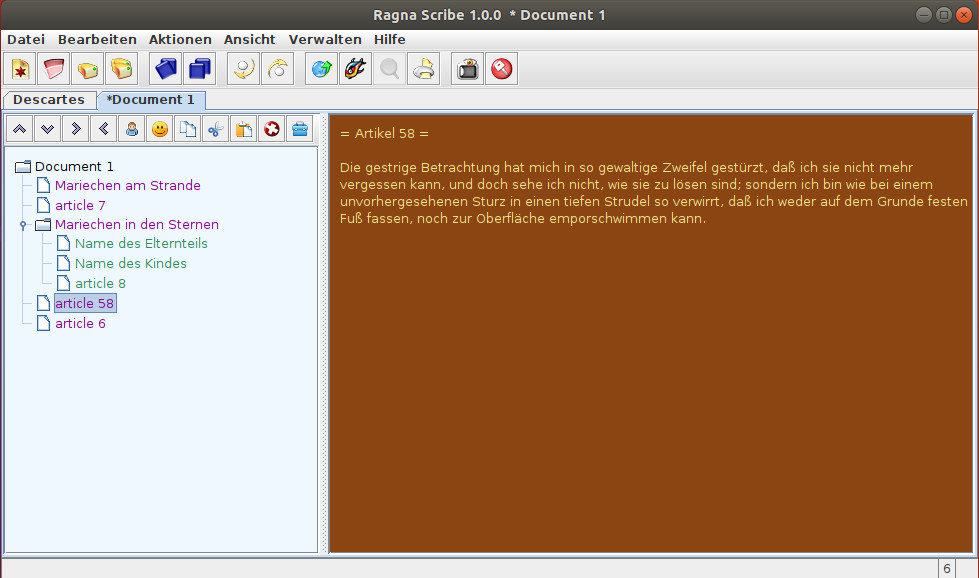 Ragna Scribe 1.0.0 * Document 1
Datei Bearbeiten Aktionen Ansicht Verwalten Hilfe
Descartes *Document 1
Document 1
Mariechen am Strande
article 7
Mariechen in den Sternen
Name des Elternteils
Name des Kindes
article 8
article 58
article 6
= Artikel 58 =
Die gestrige Betrachtung hat mich in so gewaltige Zweifel gestürzt, daß ich sie nicht mehr
vergessen kann, und doch sehe ich nicht, wie sie zu lösen sind; sondern ich bin wie bei einem
unvorhergesehenen Sturz in einen tiefen Strudel so verwirrt, daß ich weder auf dem Grunde festen
Fuß fassen, noch zur Oberfläche emporschwimmen kann.
6